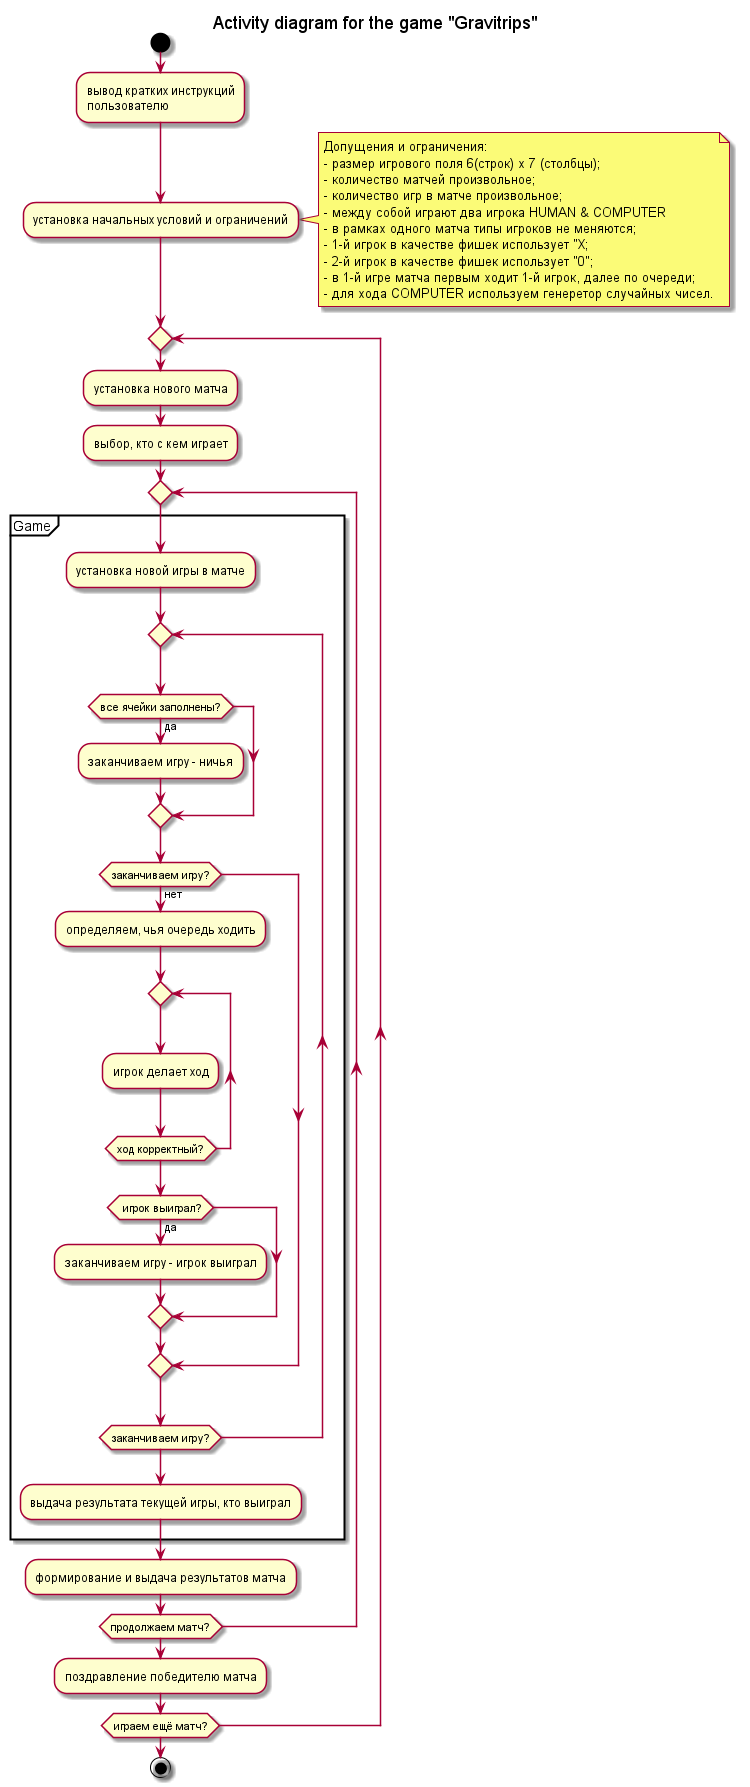 Activity diagram for the game "Gravitrips"
вывод кратких инструкций
пользователю
Допущения и ограничения:
- размер игрового поля 6(строк) x 7 (столбцы);
- количество матчей произвольное;
- количество игр в матче произвольное;
- между собой играют два игрока HUMAN & COMPUTER
- в рамках одного матча типы игроков не меняются;
- 1-й игрок в качестве фишек использует "X;
- 2-й игрок в качестве фишек использует "0";
- в 1-й игре матча первым ходит 1-й игрок, далее по очереди;
- для хода COMPUTER используем генеретор случайных чисел.
установка начальных условий и ограничений
установка нового матча
выбор, кто с кем играет
Game
установка новой игры в матче
все ячейки заполнены?
да
заканчиваем игру - ничья
заканчиваем игру?
нет
определяем, чья очередь ходить
игрок делает ход
ход корректный?
игрок выиграл?
да
заканчиваем игру - игрок выиграл
заканчиваем игру?
выдача результата текущей игры, кто выиграл
формирование и выдача результатов матча
продолжаем матч?
поздравление победителю матча
играем ещё матч?